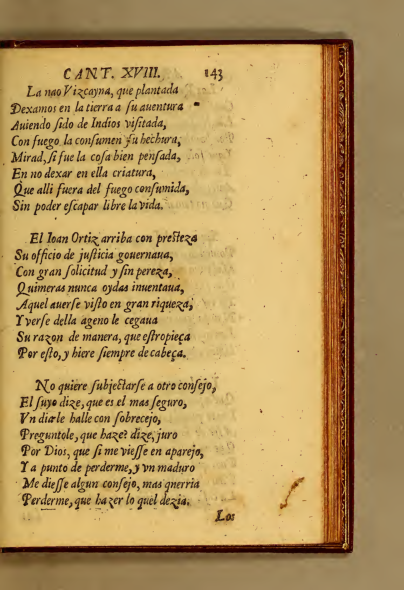 CANT. XVIII. 143
La nao Vizcayna, que plantada
Dexamos en la tierra a ſu auentura
Auiendo ſido de Indios viſitada,
Con fuego la conſumen ſu hechura,
Mirad, ſi fue la coſa bien penſada,
En no dexar en ella criatura,
Que alli fuera del fuego conſumida,
Sin poder eſcapar libre la vida.
El Ioan Ortiz arriba con preſteza
Su officio de juſticia gouernaua,
Con gran ſolicitud y ſin pereza,
Quimeras nunca oydas inuentaua,
Aquel auerſe viſto en gran riqueza,
Y verſe della ageno le cegaua
Su razon de manera, que eſtropieça
Por eſto, y hiere ſiempre de cabeça.
No quiere ſubjectarſe a otro conſejo,
El ſuyo dize, que es el mas ſeguro,
Vn dia le halle con ſobrecejo,
Preguntole, que haze? dize, juro
Por Dios, que ſi me vieſſe en aparejo,
Y a punto de perderme, y vn maduro
Me dieſſe algun conſejo, mas querria
Perderme, que hazer lo quel dezia.
Los